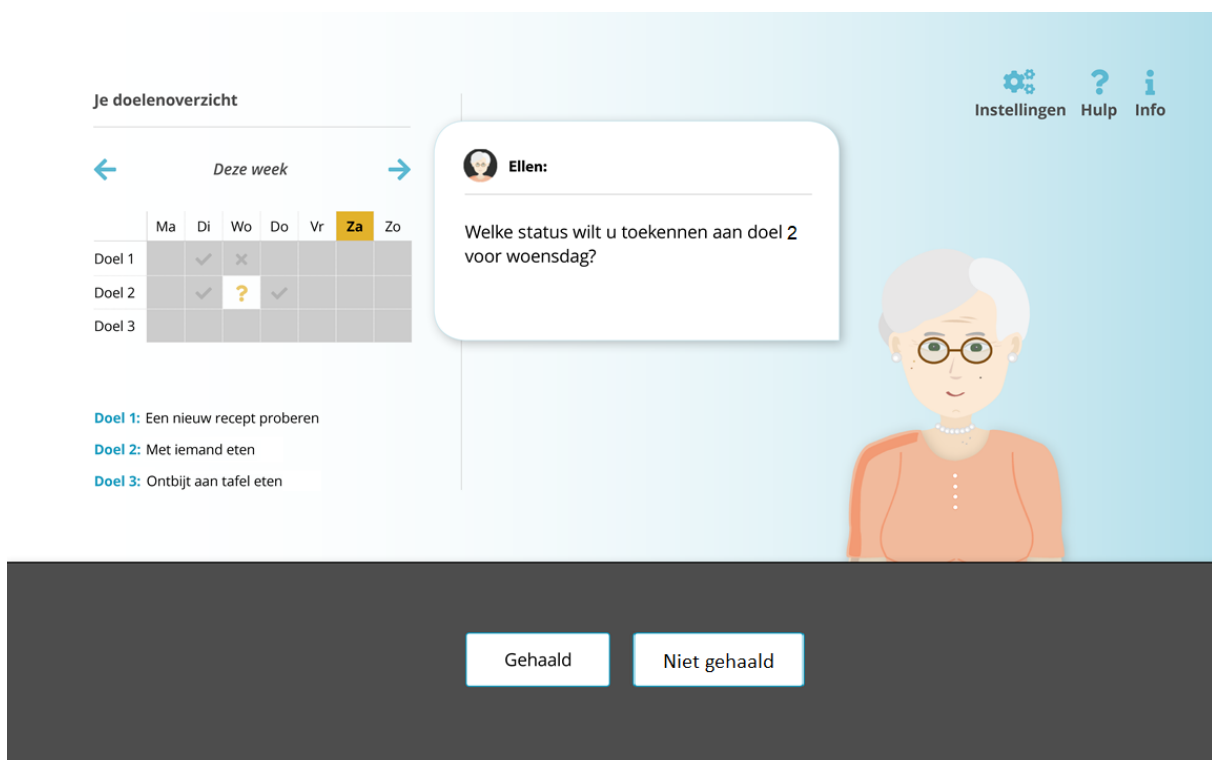 Je doelenoverzicht
Instellingen Hulp Info
Deze week
Ma Di Wo Do Vr Za Zo
Doel 1
Doel 2 ?
Doel 3
Doel 1: Een nieuw recept proberen
Doel 2: Met iemand eten
Doel 3: Ontbijt aan tafel eten
Ellen:
Welke status wilt u toekennen aan doel 2
voor woensdag?
Gehaald
Niet gehaald